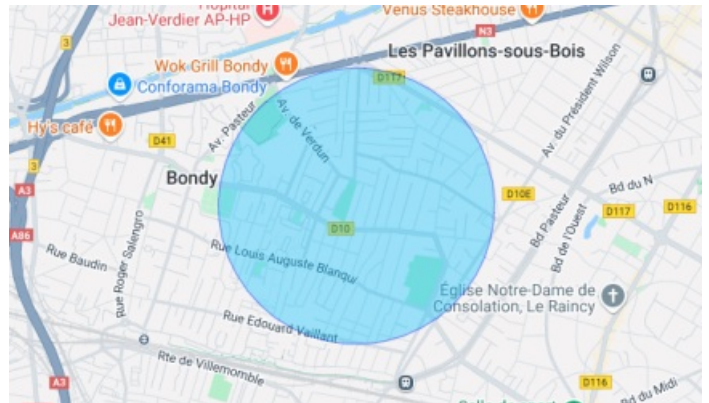 Hôpital
Jean-Verdier AP-HP
Venus Steakhouse
N3
3
Les Pavillons-sous-Bois
Wok Grill Bondy
D117
Conforama Bondy
Av. du Président Wilson
Hy's café
Av. Pasteur
Av. de Verdun
D41
3
Bondy
A3
D10E
Bd du N
D116
D117
A86
D10
Bd Pasteur
Bd de l'Ouest
Rue Roger Salengro
Rue Baudin
Rue Louis Auguste Blanqui
Église Notre-Dame de
Consolation, Le Raincy
Rue Edouard Vaillant
Rte de Villemomble
A3
D116
Bd du Midi